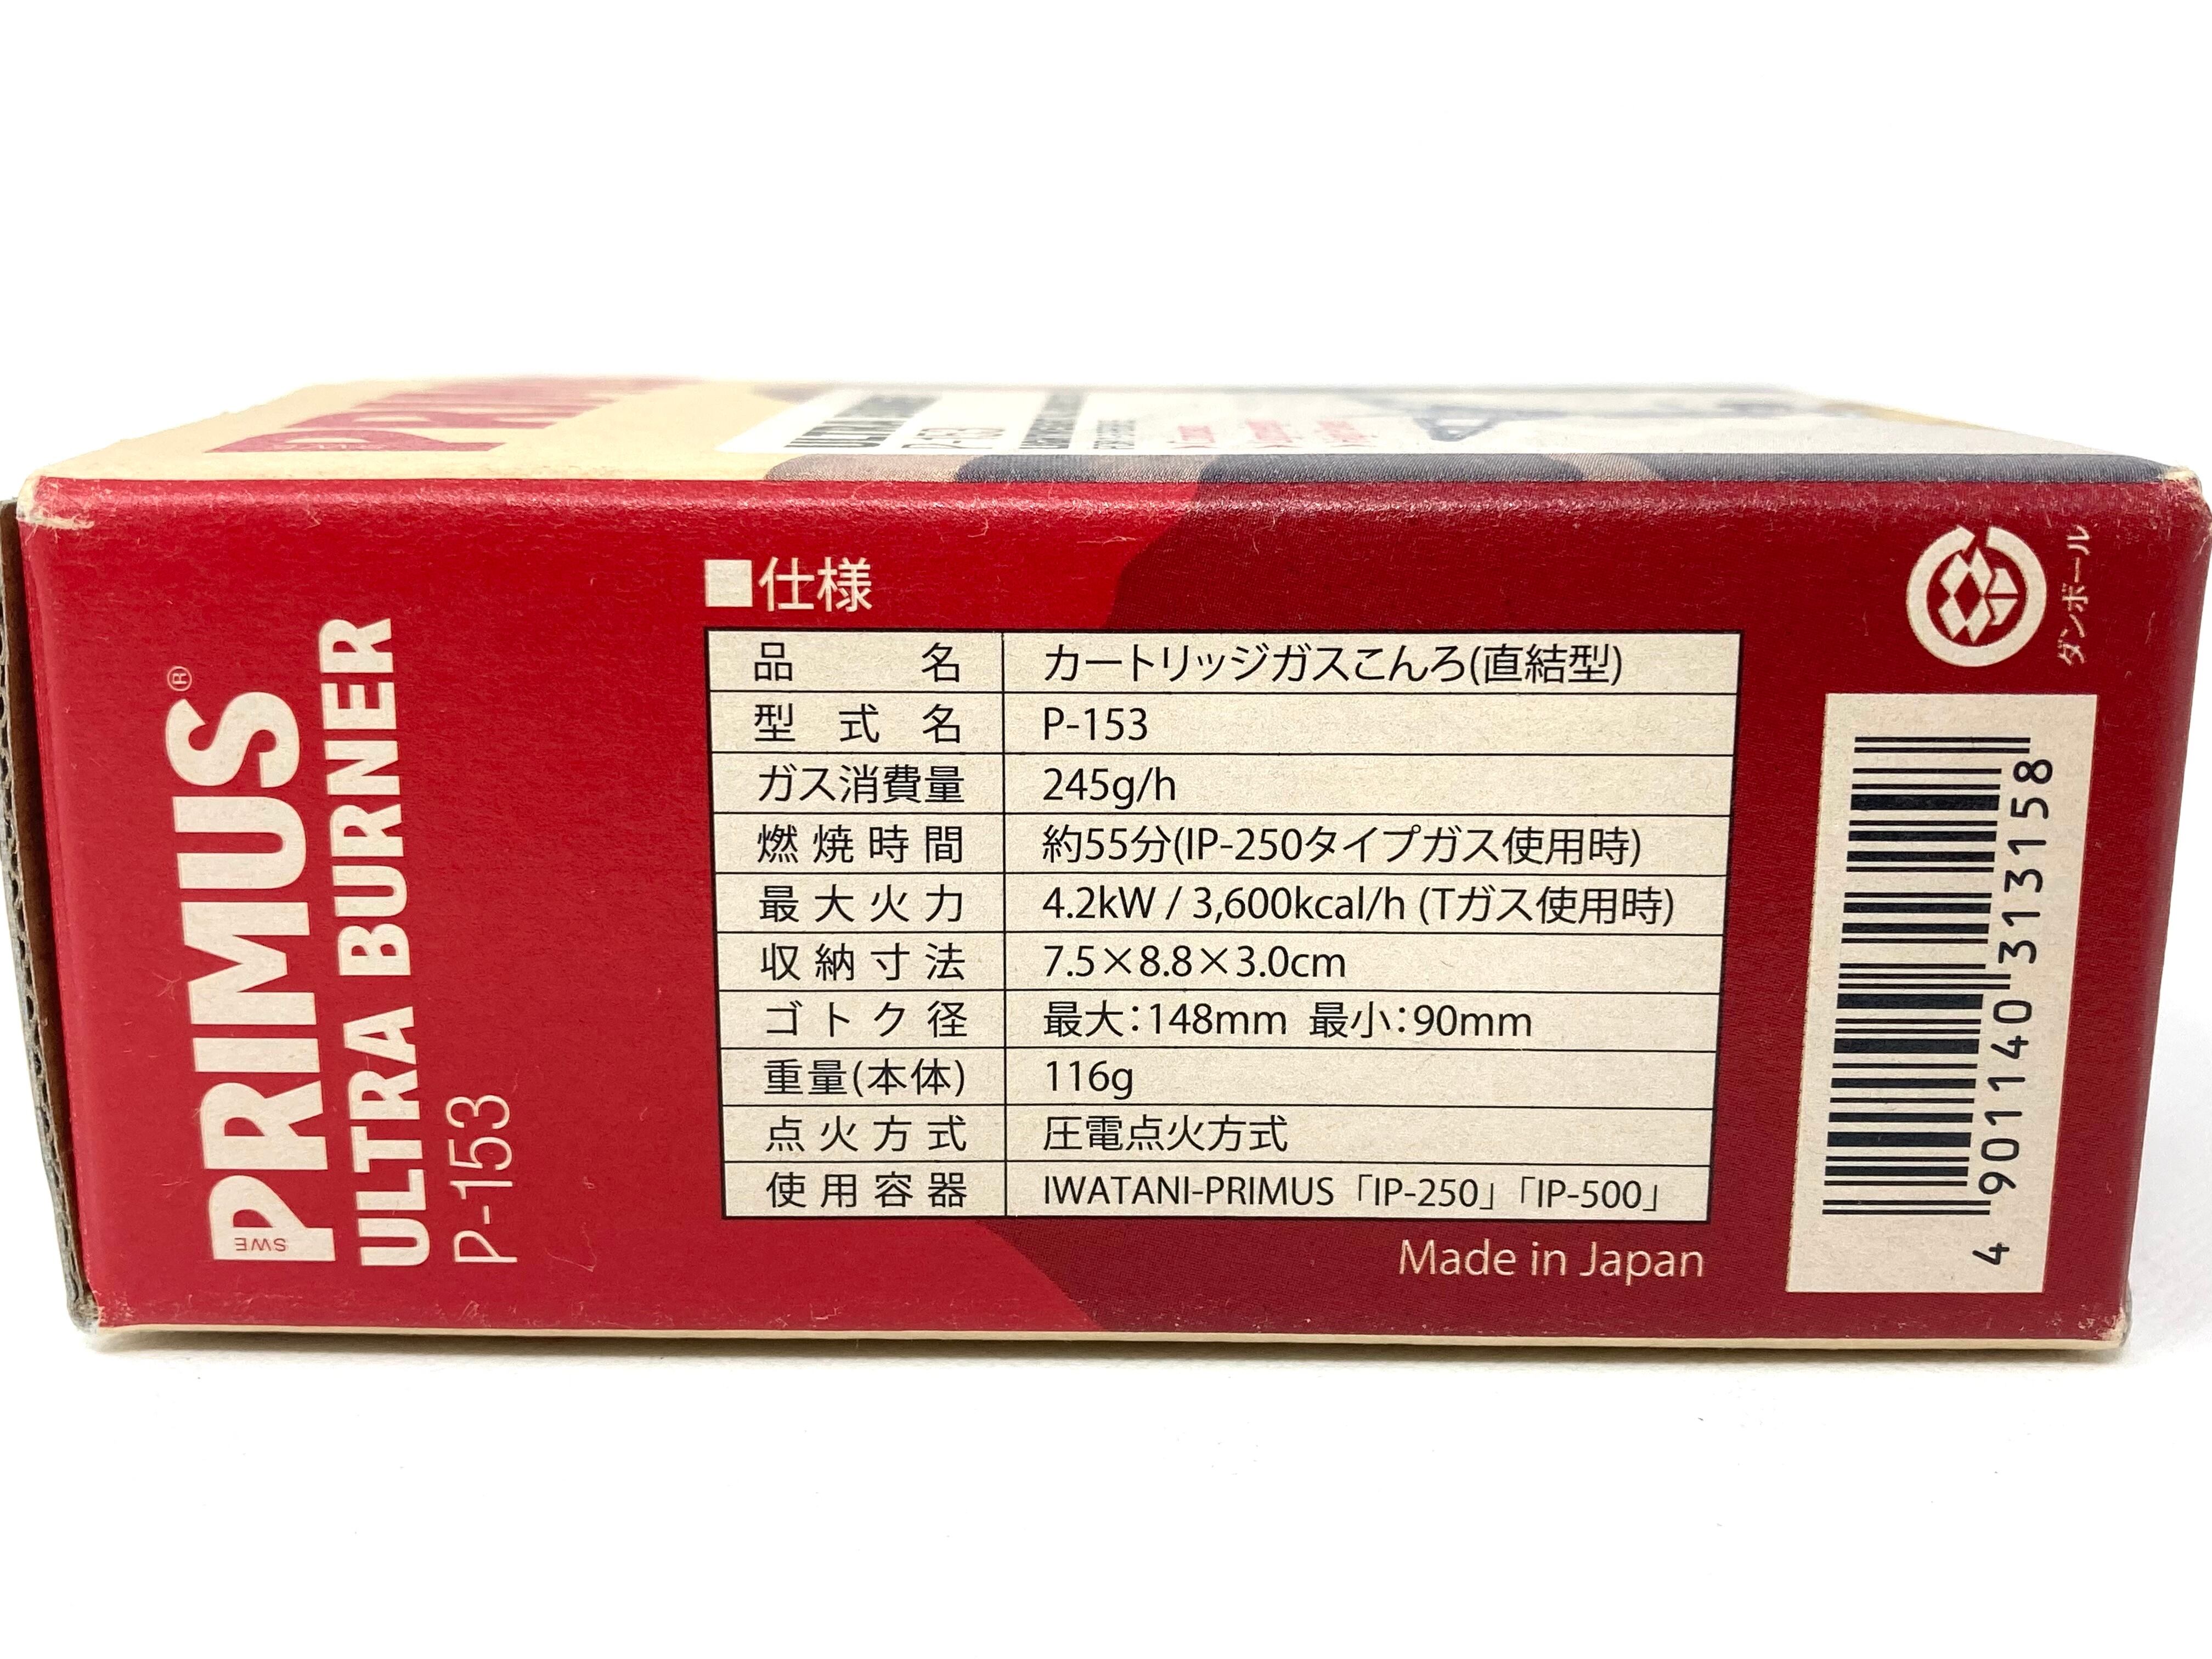 PRIMUS®
SWE
ULTRA BURNER
P-153
■仕様
品名 カートリッジガスこんろ(直結型)
型式名 P-153
ガス消費量 245g/h
燃焼時間 約55分(IP-250タイプガス使用時)
最大火力 4.2kW / 3,600kcal/h (Tガス使用時)
収納寸法 7.5×8.8×3.0cm
ゴトク径 最大：148mm 最小：90mm
重量(本体) 116g
点火方式 圧電点火方式
使用容器 IWATANI-PRIMUS「IP-250」「IP-500」
Made in Japan
ダンボール
4 901140 313158
P-153